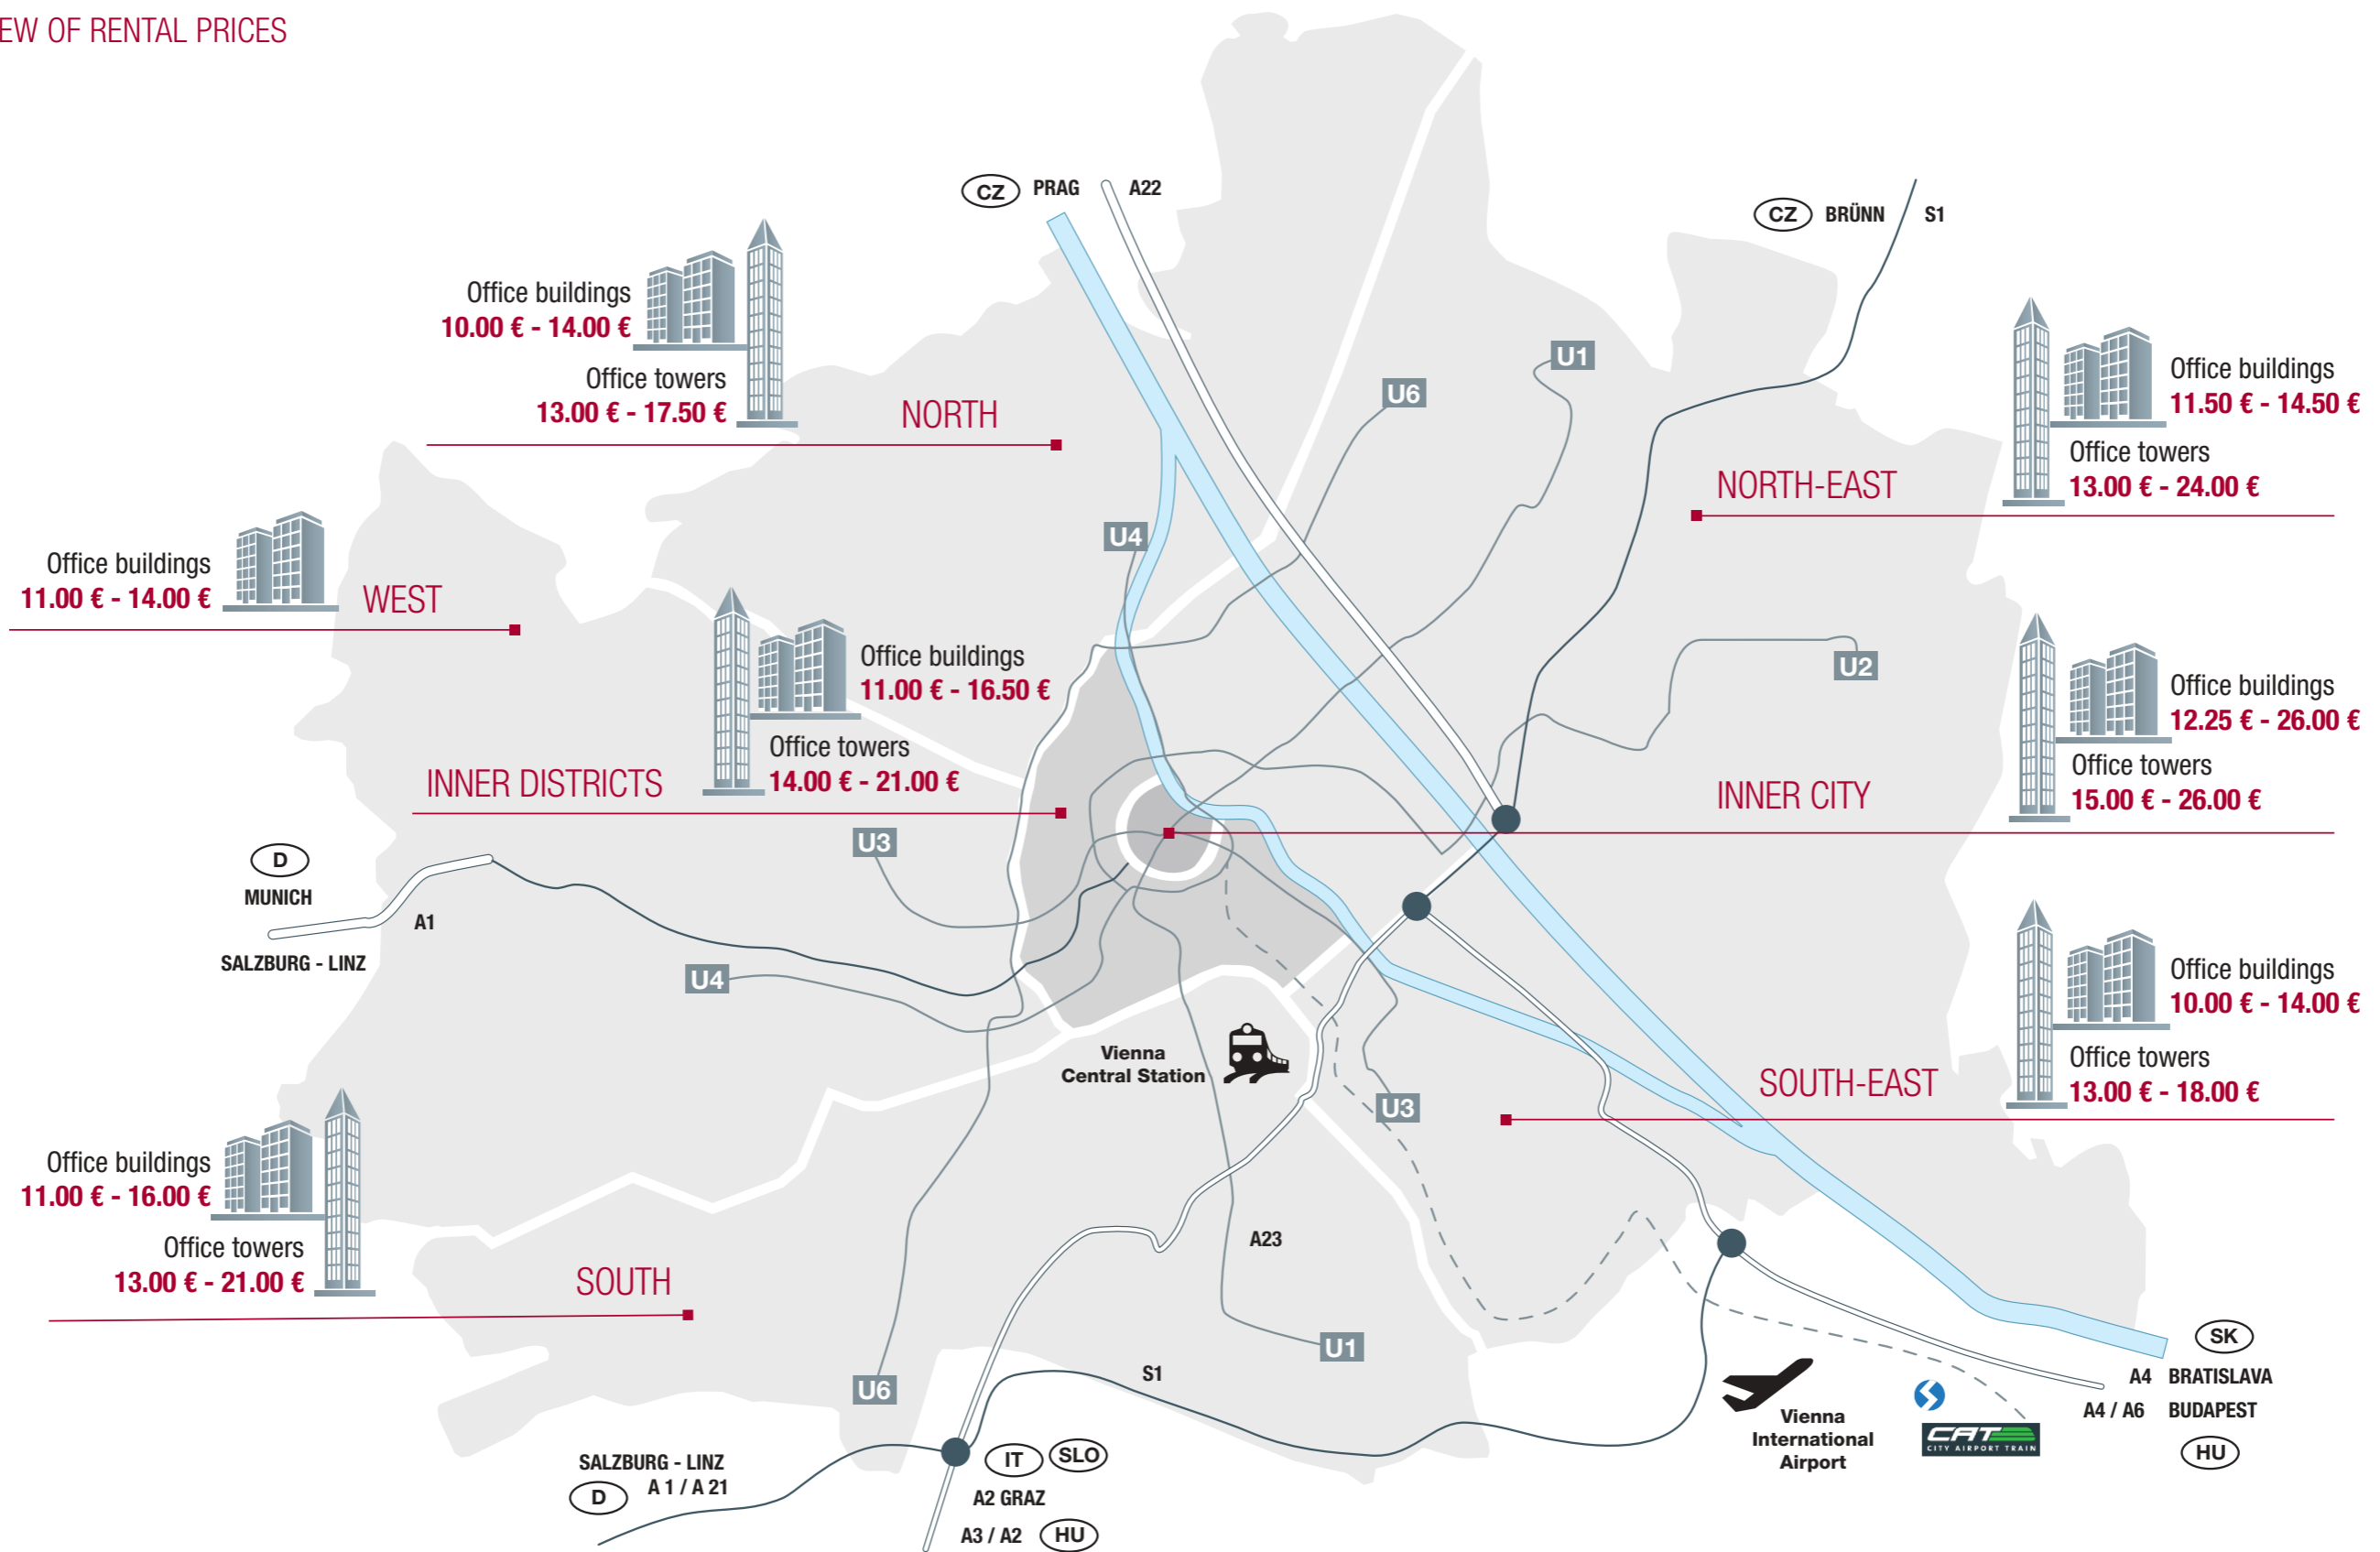 EW OF RENTAL PRICES
CZ PRAG A22
CZ BRÜNN S1
Office buildings
10.00 € - 14.00 €
Office towers
13.00 € - 17.50 €
NORTH
U6
U1
Office buildings
11.50 € - 14.50 €
Office towers
13.00 € - 24.00 €
NORTH-EAST
U4
Office buildings
11.00 € - 14.00 €
WEST
Office buildings
11.00 € - 16.50 €
Office towers
14.00 € - 21.00 €
INNER DISTRICTS
U2
Office buildings
12.25 € - 26.00 €
Office towers
15.00 € - 26.00 €
INNER CITY
U3
D
MUNICH
A1
SALZBURG - LINZ
U4
Office buildings
10.00 € - 14.00 €
Office towers
13.00 € - 18.00 €
SOUTH-EAST
Vienna
Central Station
U3
Office buildings
11.00 € - 16.00 €
Office towers
13.00 € - 21.00 €
SOUTH
A23
U1
U6
S1
SK
A4 BRATISLAVA
A4 / A6 BUDAPEST
HU
Vienna
International
Airport
CAT
CITY AIRPORT TRAIN
SALZBURG - LINZ
D A 1 / A 21
IT SLO
A2 GRAZ
A3 / A2 HU